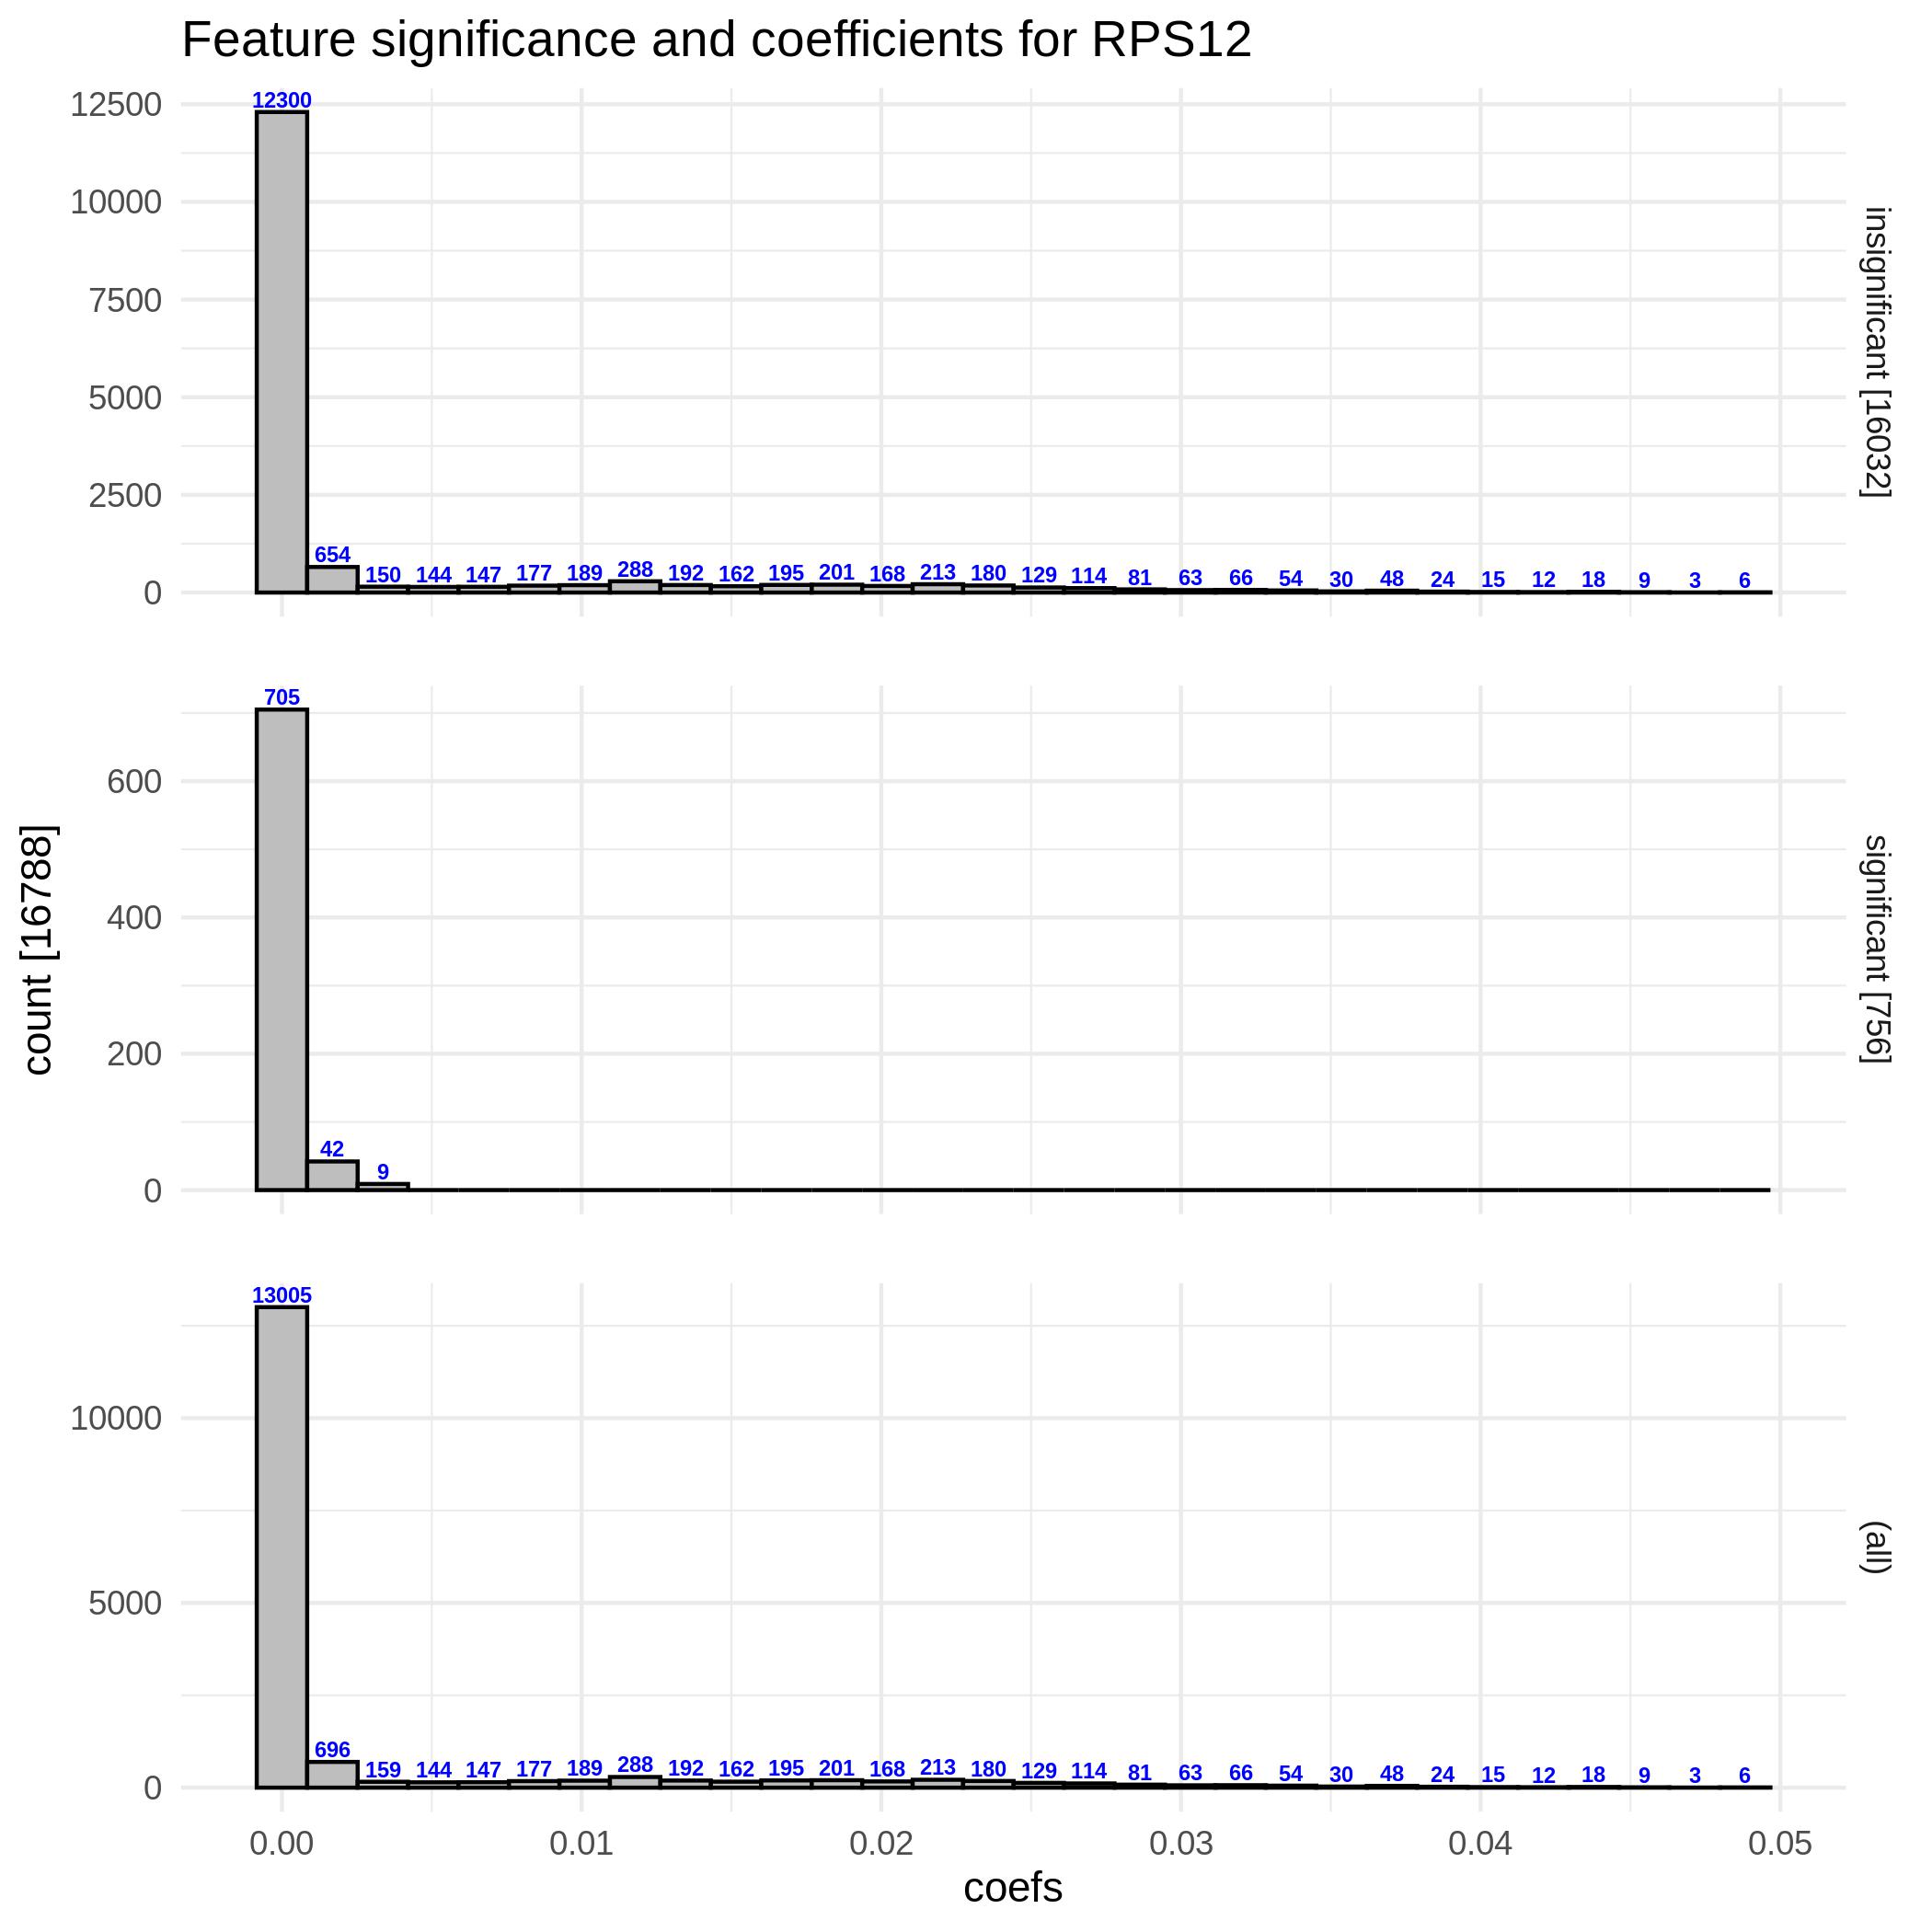 Feature significance and coefficients for RPS12
12500
10000
7500
5000
2500
0
12300
654 150 144 147 177 189 288 192 162 195 201 168 213 180 129 114 81 63 66 54 30 48 24 15 12 18 9 3 6
insignificant [16032]
count [16788]
600
400
200
0
705
42
9
significant [756]
10000
5000
0
13005
696 159 144 147 177 189 288 192 162 195 201 168 213 180 129 114 81 63 66 54 30 48 24 15 12 18 9 3 6
(all)
0.00 0.01 0.02 0.03 0.04 0.05
coefs